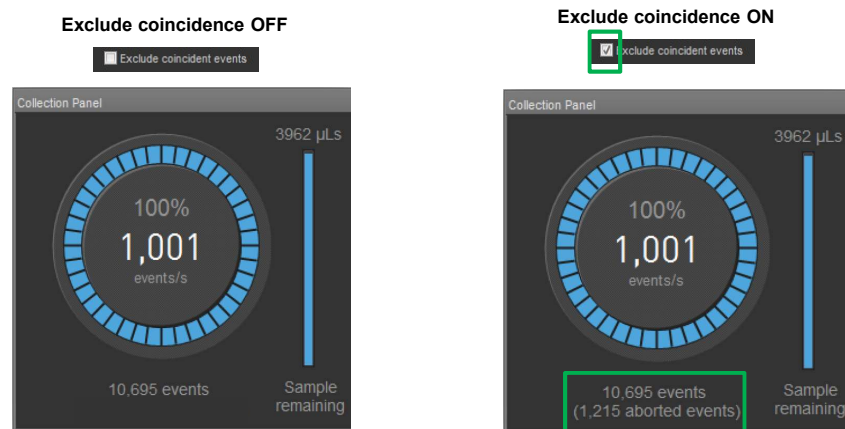 Exclude coincidence OFF
Exclude coincident events
Collection Panel
3962 µLs
100%
1,001
events/s
10,695 events
Sample
remaining
Exclude coincidence ON
Exclude coincident events
Collection Panel
3962 µLs
100%
1,001
events/s
10,695 events
(1,215 aborted events)
Sample
remaining